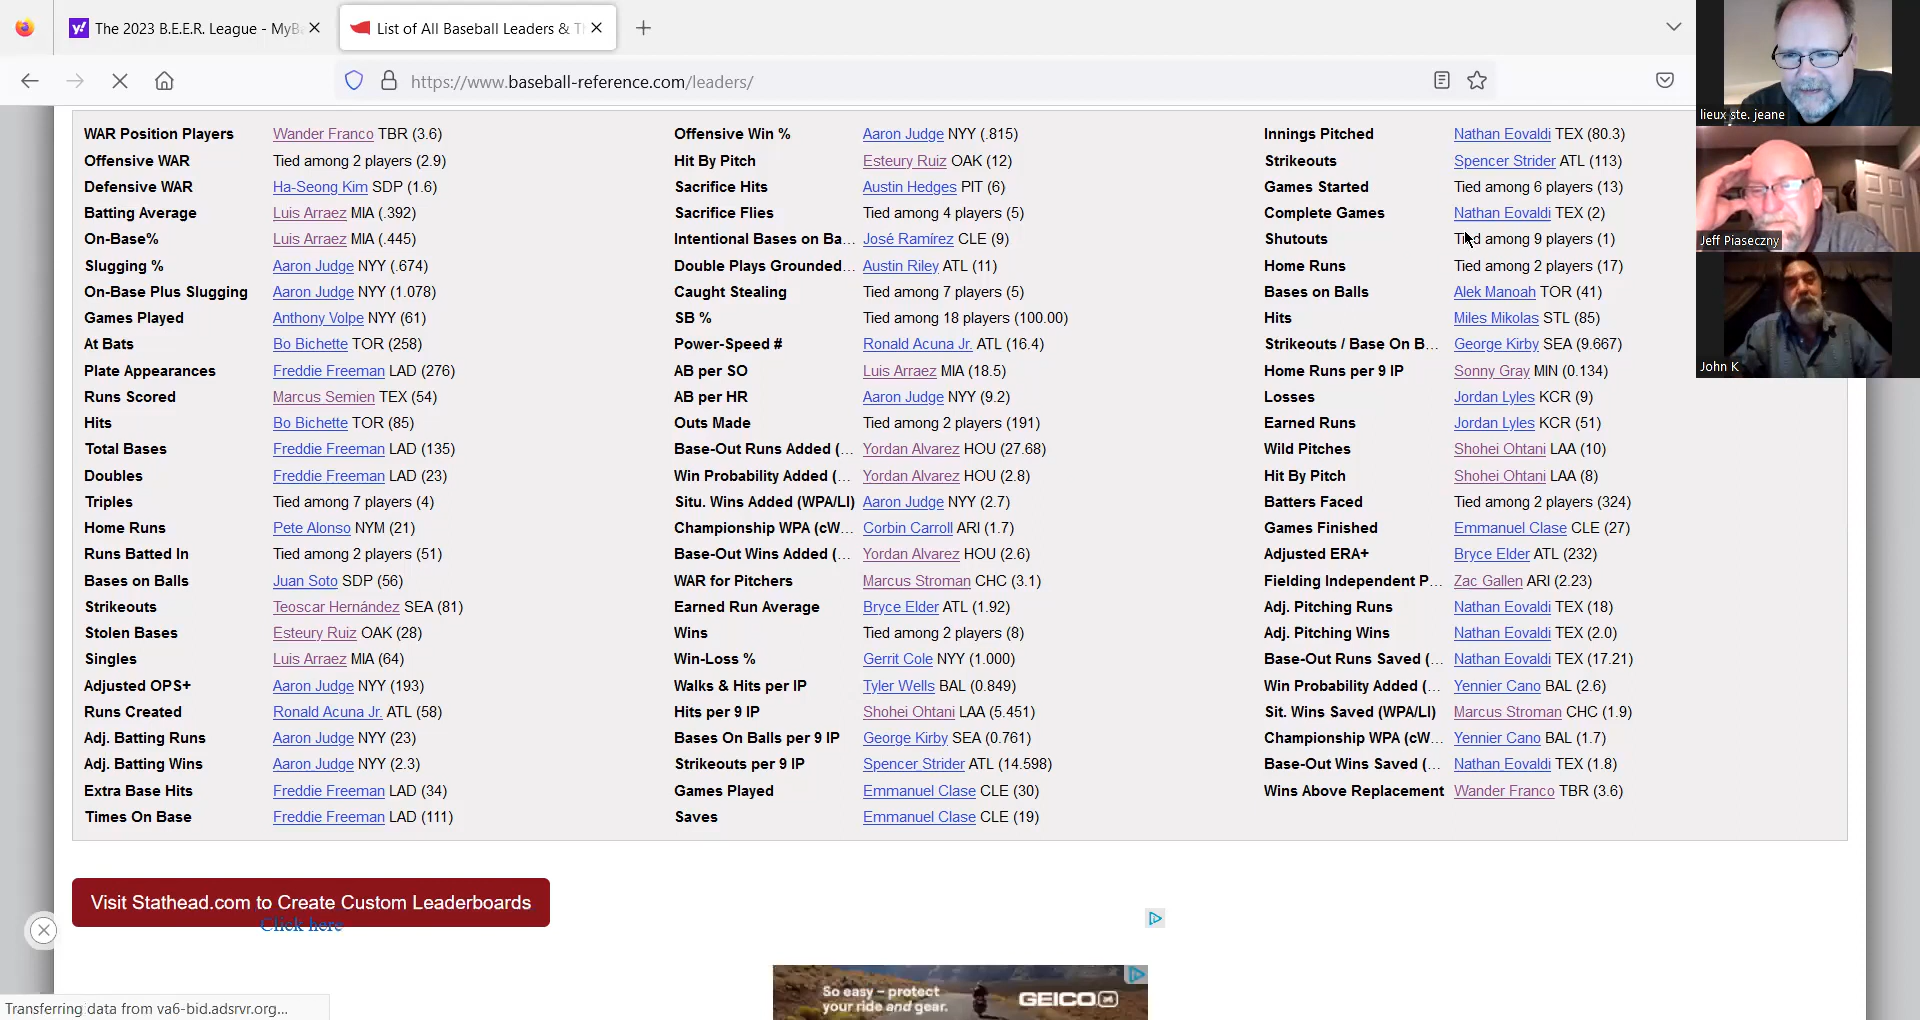 The 2023 B.E.E.R. League - MyBa
List of All Baseball Leaders & Th
https://www.baseball-reference.com/leaders/
lieux ste. jeane
Jeff Piaseczny
John K
WAR Position Players Wander Franco TBR (3.6)
Offensive WAR Tied among 2 players (2.9)
Defensive WAR Ha-Seong Kim SDP (1.6)
Batting Average Luis Arraez MIA (.392)
On-Base% Luis Arraez MIA (.445)
Slugging % Aaron Judge NYY (.674)
On-Base Plus Slugging Aaron Judge NYY (1.078)
Games Played Anthony Volpe NYY (61)
At Bats Bo Bichette TOR (258)
Plate Appearances Freddie Freeman LAD (276)
Runs Scored Marcus Semien TEX (54)
Hits Bo Bichette TOR (85)
Total Bases Freddie Freeman LAD (135)
Doubles Freddie Freeman LAD (23)
Triples Tied among 7 players (4)
Home Runs Pete Alonso NYM (21)
Runs Batted In Tied among 2 players (51)
Bases on Balls Juan Soto SDP (56)
Strikeouts Teoscar Hernández SEA (81)
Stolen Bases Esteury Ruiz OAK (28)
Singles Luis Arraez MIA (64)
Adjusted OPS+ Aaron Judge NYY (193)
Runs Created Ronald Acuna Jr. ATL (58)
Adj. Batting Runs Aaron Judge NYY (23)
Adj. Batting Wins Aaron Judge NYY (2.3)
Extra Base Hits Freddie Freeman LAD (34)
Times On Base Freddie Freeman LAD (111)
Offensive Win % Aaron Judge NYY (.815)
Hit By Pitch Esteury Ruiz OAK (12)
Sacrifice Hits Austin Hedges PIT (6)
Sacrifice Flies Tied among 4 players (5)
Intentional Bases on Ba... José Ramírez CLE (9)
Double Plays Grounded... Austin Riley ATL (11)
Caught Stealing Tied among 7 players (5)
SB % Tied among 18 players (100.00)
Power-Speed # Ronald Acuna Jr. ATL (16.4)
AB per SO Luis Arraez MIA (18.5)
AB per HR Aaron Judge NYY (9.2)
Outs Made Tied among 2 players (191)
Base-Out Runs Added (... Yordan Alvarez HOU (27.68)
Win Probability Added (... Yordan Alvarez HOU (2.8)
Situ. Wins Added (WPA/LI) Aaron Judge NYY (2.7)
Championship WPA (cW... Corbin Carroll ARI (1.7)
Base-Out Wins Added (... Yordan Alvarez HOU (2.6)
WAR for Pitchers Marcus Stroman CHC (3.1)
Earned Run Average Bryce Elder ATL (1.92)
Wins Tied among 2 players (8)
Win-Loss % Gerrit Cole NYY (1.000)
Walks & Hits per IP Tyler Wells BAL (0.849)
Hits per 9 IP Shohei Ohtani LAA (5.451)
Bases On Balls per 9 IP George Kirby SEA (0.761)
Strikeouts per 9 IP Spencer Strider ATL (14.598)
Games Played Emmanuel Clase CLE (30)
Saves Emmanuel Clase CLE (19)
Innings Pitched Nathan Eovaldi TEX (80.3)
Strikeouts Spencer Strider ATL (113)
Games Started Tied among 6 players (13)
Complete Games Nathan Eovaldi TEX (2)
Shutouts Tied among 9 players (1)
Home Runs Tied among 2 players (17)
Bases on Balls Alek Manoah TOR (41)
Hits Miles Mikolas STL (85)
Strikeouts / Base On B... George Kirby SEA (9.667)
Home Runs per 9 IP Sonny Gray MIN (0.134)
Losses Jordan Lyles KCR (9)
Earned Runs Jordan Lyles KCR (51)
Wild Pitches Shohei Ohtani LAA (10)
Hit By Pitch Shohei Ohtani LAA (8)
Batters Faced Tied among 2 players (324)
Games Finished Emmanuel Clase CLE (27)
Adjusted ERA+ Bryce Elder ATL (232)
Fielding Independent P... Zac Gallen ARI (2.23)
Adj. Pitching Runs Nathan Eovaldi TEX (18)
Adj. Pitching Wins Nathan Eovaldi TEX (2.0)
Base-Out Runs Saved (... Nathan Eovaldi TEX (17.21)
Win Probability Added (... Yennier Cano BAL (2.6)
Sit. Wins Saved (WPA/LI) Marcus Stroman CHC (1.9)
Championship WPA (cW... Yennier Cano BAL (1.7)
Base-Out Wins Saved (... Nathan Eovaldi TEX (1.8)
Wins Above Replacement Wander Franco TBR (3.6)
Visit Stathead.com to Create Custom Leaderboards
Click here
So easy – protect
your ride and gear.
GEICO
Transferring data from va6-bid.adsrvr.org...